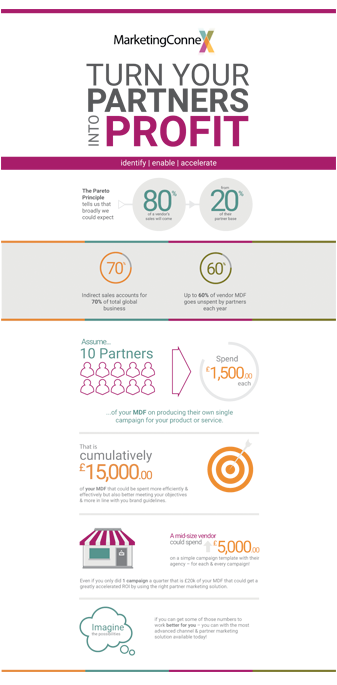 MarketingConneX
TURN YOUR
PARTNERS
INTO PROFIT
identify | enable | accelerate
The Pareto
Principle
tells us that
broadly we
could expect
80%
of a vendor's
sales will come
from
20%
of their
partner base
70%
Indirect sales accounts for
70% of total global
business
60%
Up to 60% of vendor MDF
goes unspent by partners
each year
Assume...
10 Partners
Spend
£1,500.00
each
...of your MDF on producing their own single
campaign for your product or service.
That is
cumulatively
£15,000.00
of your MDF that could be spent more efficiently &
effectively but also better meeting your objectives
& more in line with you brand guidelines.
A mid-size vendor
could spend £5,000.00
on a simple campaign template with their
agency – for each & every campaign!
Even if you only did 1 campaign a quarter that is £20k of your MDF that could get a
greatly accelerated ROI by using the right partner marketing solution.
Imagine
the possibilities
If you can get some of those numbers to
work better for you – you can with the most
advanced channel & partner marketing
solution available today!